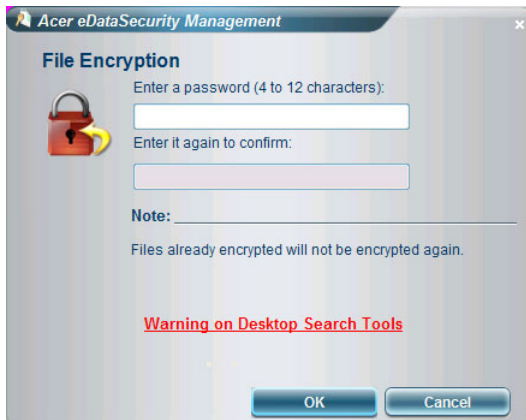 Acer eDataSecurity Management
File Encryption
Enter a password (4 to 12 characters):
Enter it again to confirm:
Note:
Files already encrypted will not be encrypted again.
Warning on Desktop Search Tools
OK
Cancel